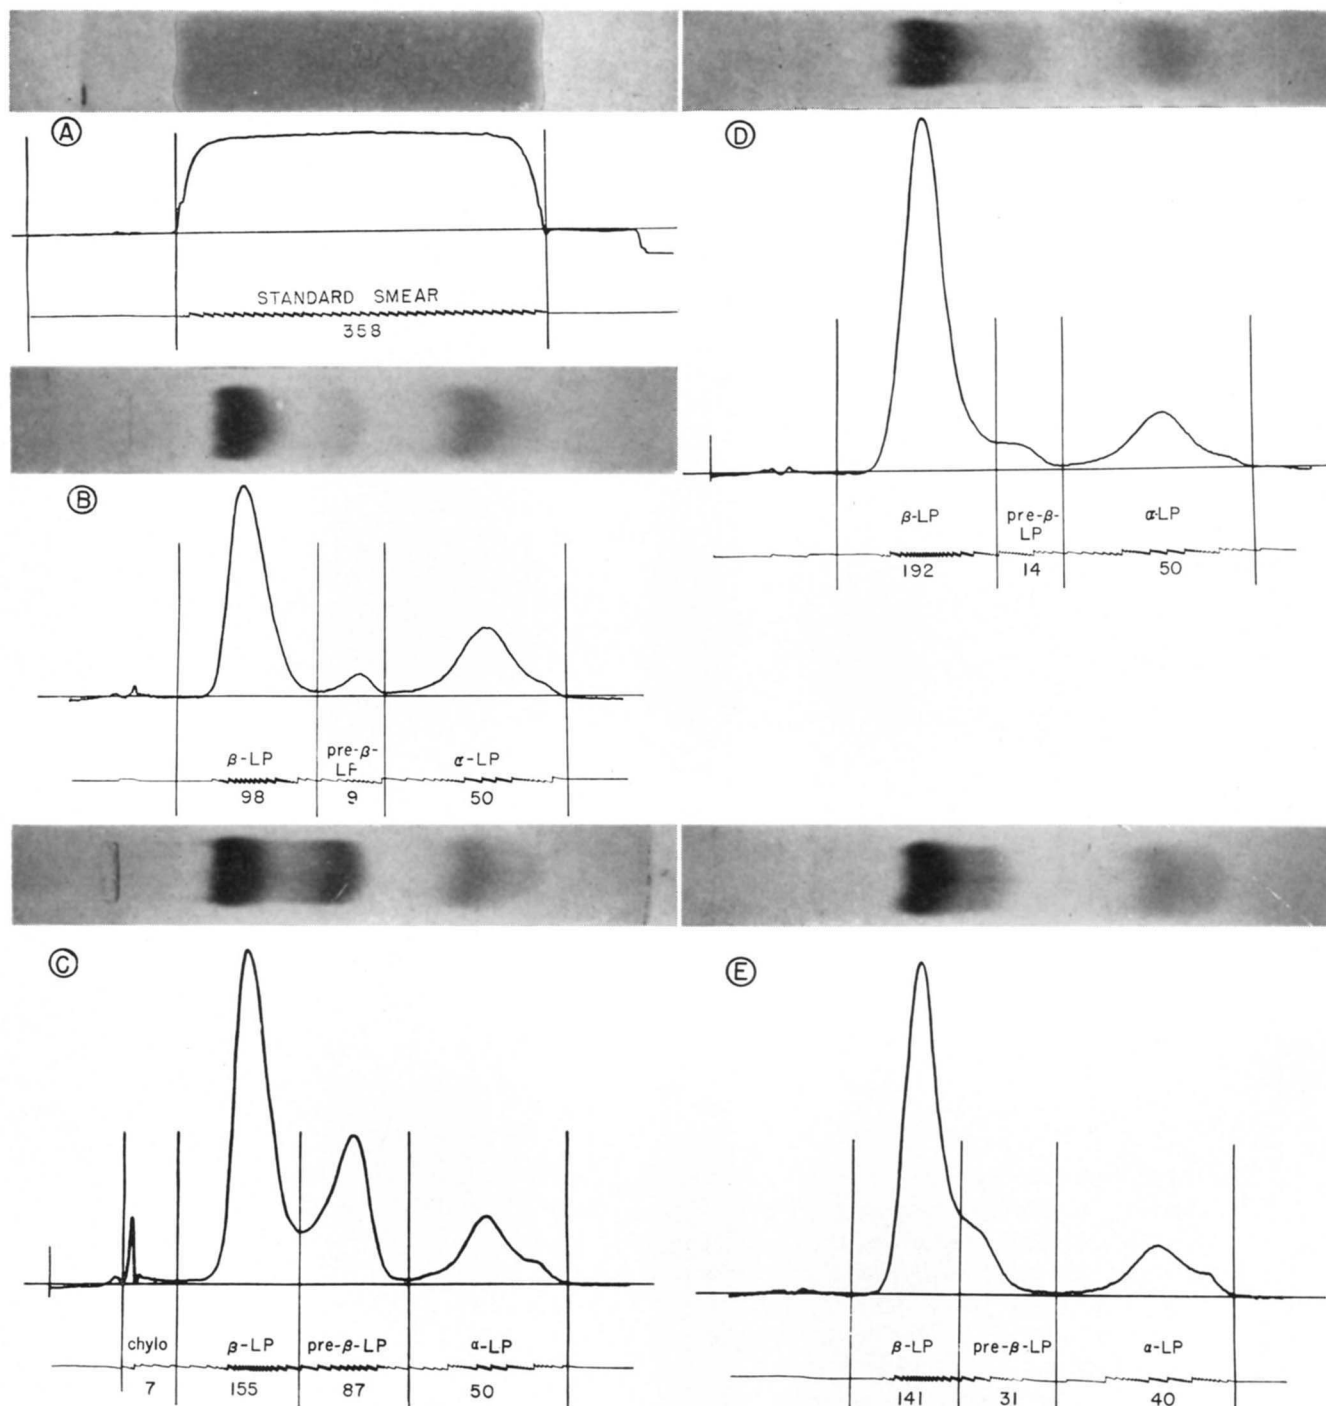 A
STANDARD SMEAR
358
B
β-LP
pre-β-
LP
α-LP
98
9
50
C
chylo
β-LP
pre-β-LP
α-LP
7
155
87
50
D
β-LP
pre-β-
LP
α-LP
192
14
50
E
β-LP
pre-β-LP
α-LP
141
31
40